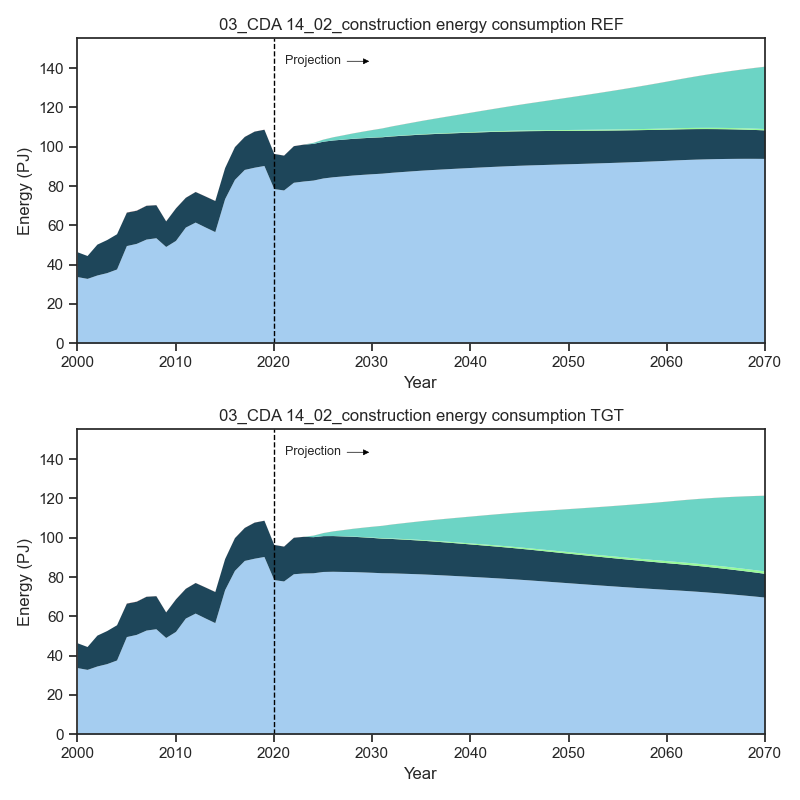 03_CDA 14_02_construction energy consumption REF
Projection
140
120
100
80
60
40
20
0
Energy (PJ)
2000 2010 2020 2030 2040 2050 2060 2070
Year
03_CDA 14_02_construction energy consumption TGT
Projection
140
120
100
80
60
40
20
0
Energy (PJ)
2000 2010 2020 2030 2040 2050 2060 2070
Year